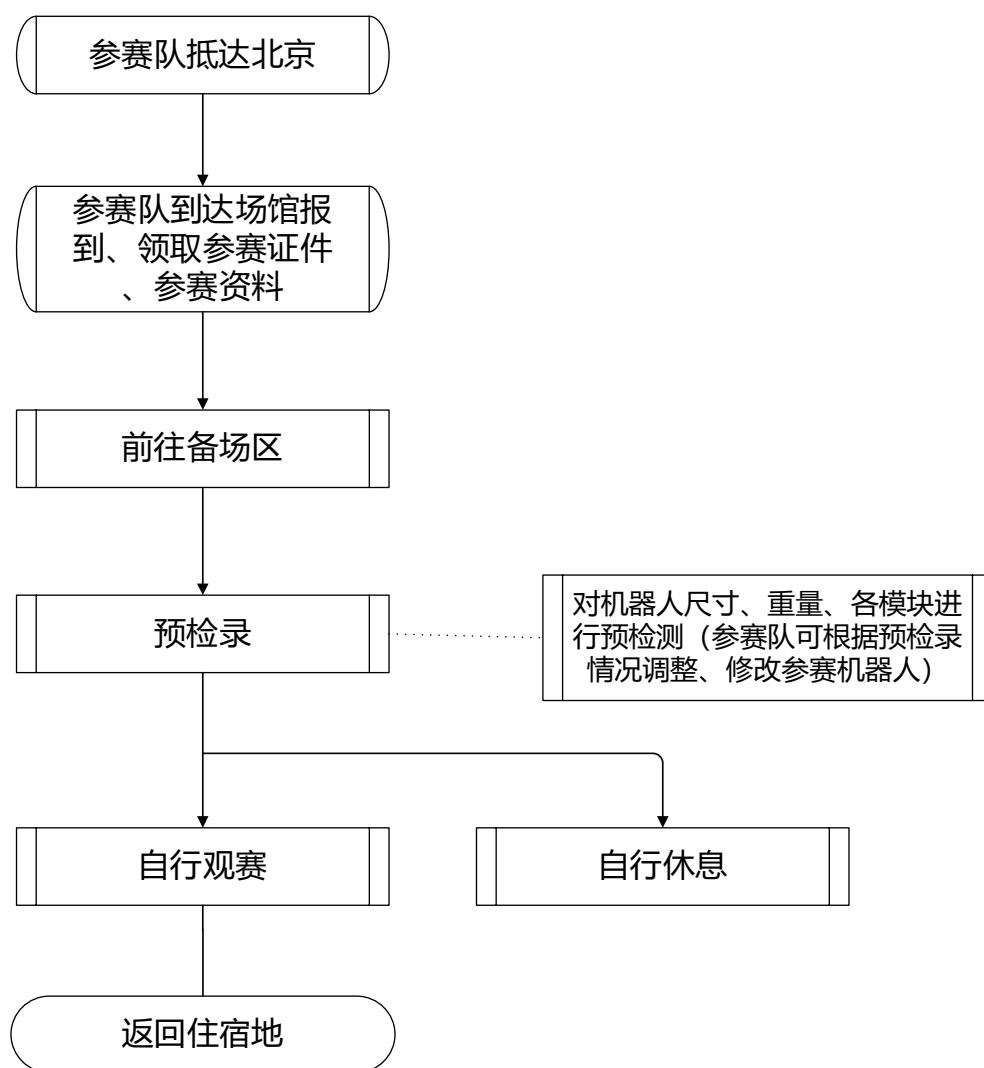 参赛队抵达北京
参赛队到达场馆报
到、领取参赛证件
、参赛资料
前往备场区
预检录
对机器人尺寸、重量、各模块进
行预检测（参赛队可根据预检录
情况调整、修改参赛机器人）
自行观赛
自行休息
返回住宿地